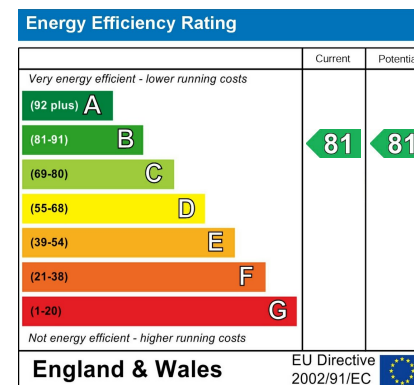 Energy Efficiency Rating
Current Potentia
Very energy efficient - lower running costs
(92 plus) A
(81-91) B 81 81
(69-80) C
(55-68) D
(39-54) E
(21-38) F
(1-20) G
Not energy efficient - higher running costs
England & Wales
EU Directive
2002/91/EC